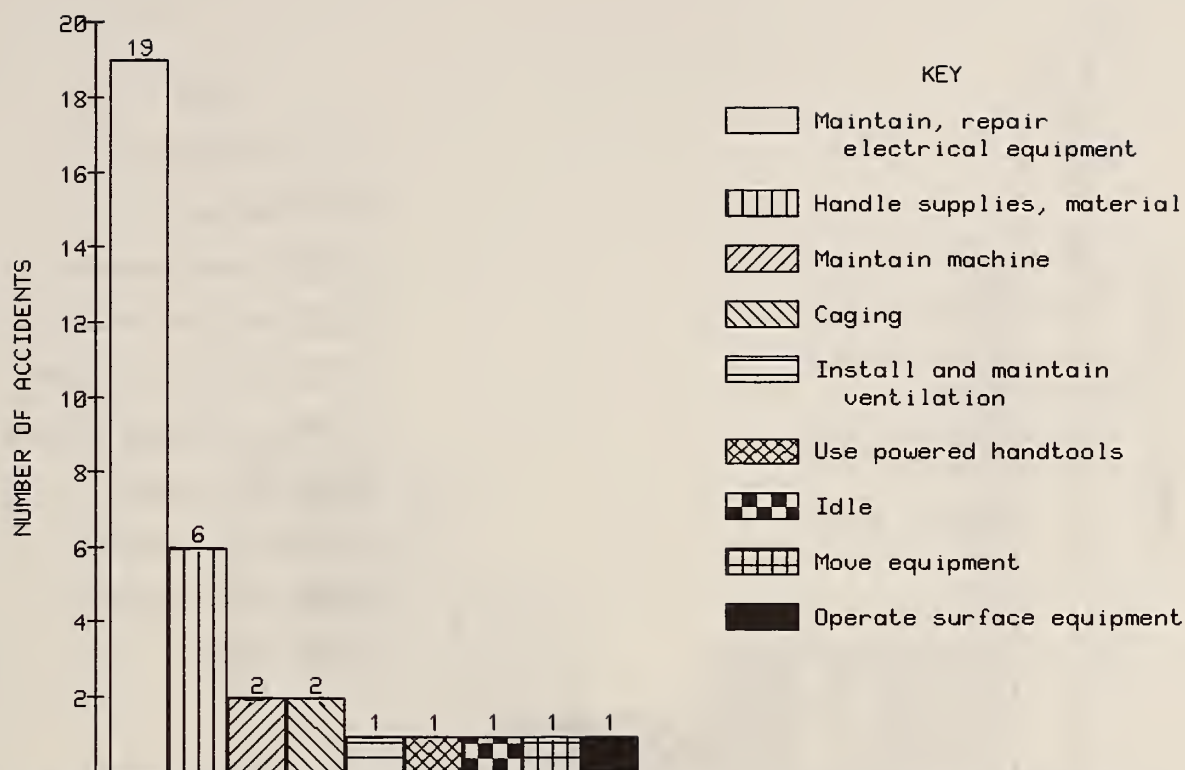 20
19
18
16
14
12
10
8
6
4
2
NUMBER OF ACCIDENTS
6
2
2
1
1
1
1
1
KEY
Maintain, repair
electrical equipment
Handle supplies, material
Maintain machine
Caging
Install and maintain
ventilation
Use powered handtools
Idle
Move equipment
Operate surface equipment